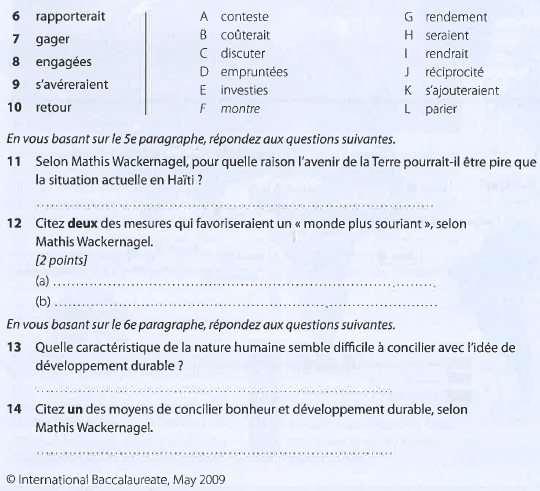 6 rapporterait A conteste G rendement
7 gager B coûterait H seraient
8 engagées C discuter I rendrait
9 s'avéreraient D empruntées J réciprocité
10 retour E investies K s'ajouteraient
F montre L parier
En vous basant sur le 5e paragraphe, répondez aux questions suivantes.
11 Selon Mathis Wackernagel, pour quelle raison l'avenir de la Terre pourrait-il être pire que
la situation actuelle en Haïti ?
12 Citez deux des mesures qui favoriseraient un « monde plus souriant », selon
Mathis Wackernagel.
[2 points]
(a)
(b)
En vous basant sur le 6e paragraphe, répondez aux questions suivantes.
13 Quelle caractéristique de la nature humaine semble difficile à concilier avec l'idée de
développement durable ?
14 Citez un des moyens de concilier bonheur et développement durable, selon
Mathis Wackernagel.
© International Baccalaureate, May 2009